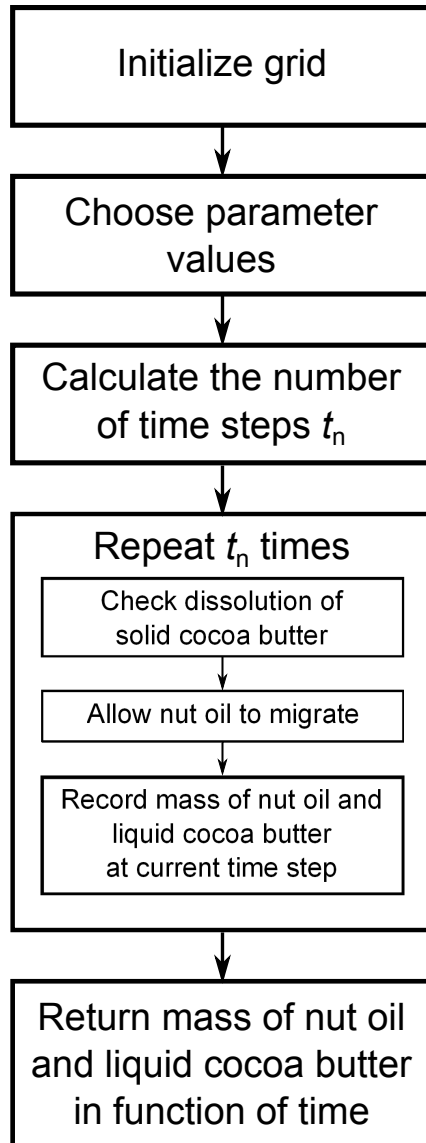 Initialize grid
Choose parameter
values
Calculate the number
of time steps tn
Repeat tn times
Check dissolution of
solid cocoa butter
Allow nut oil to migrate
Record mass of nut oil and
liquid cocoa butter
at current time step
Return mass of nut oil
and liquid cocoa butter
in function of time